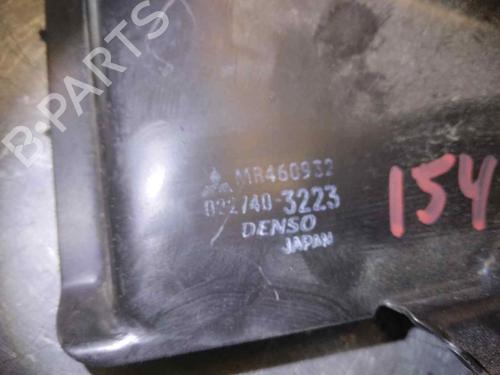 B-PARTS
MR460932
022740-3223
DENSO
JAPAN
154